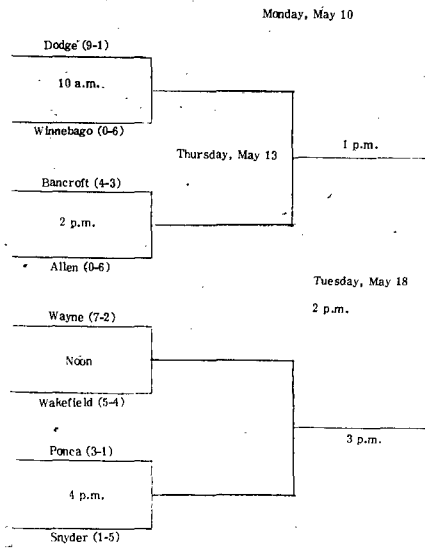 Monday, May 10
Dodge (9-1)
10 a.m.
Winnebago (0-6)
Thursday, May 13
1 p.m.
Bancroft (4-3)
2 p.m.
Allen (0-6)
Tuesday, May 18
2 p.m.
Wayne (7-2)
Noon
Wakefield (5-4)
3 p.m.
Ponca (3-1)
4 p.m.
Snyder (1-5)